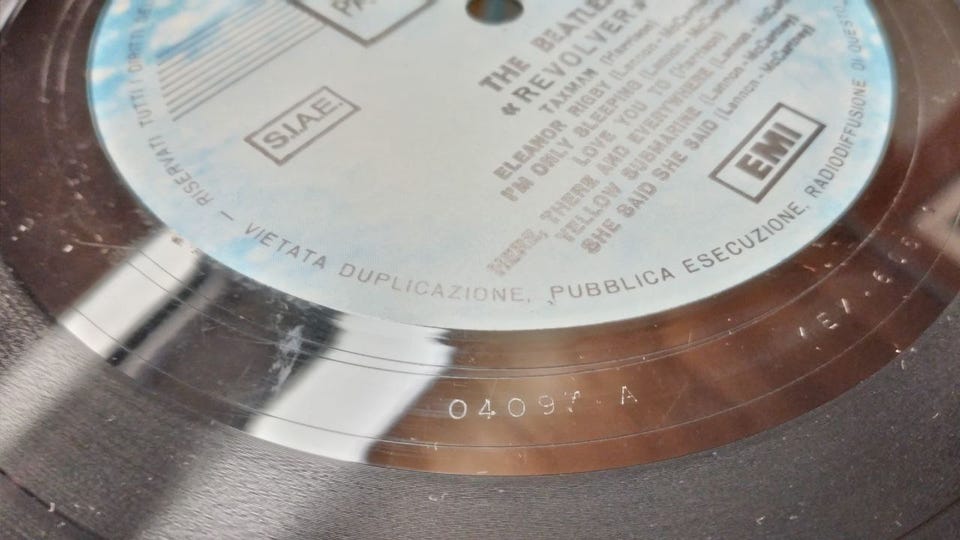 PA
S.I.A.E.
THE BEATLES
«REVOLVER»
TAXMAN (Harrison)
ELEANOR RIGBY (Lennon - McCartney)
I'M ONLY SLEEPING (Lennon - McCartney)
LOVE YOU TO (Harrison)
HERE, THERE AND EVERYWHERE (Lennon - McCartney)
YELLOW SUBMARINE (Lennon - McCartney)
SHE SAID SHE SAID (Lennon - McCartney)
EMI
RISERVATI TUTTI I DIRITTI DE
— VIETATA DUPLICAZIONE, PUBBLICA ESECUZIONE, RADIODIFFUSIONE DI QUESTO
04097 A